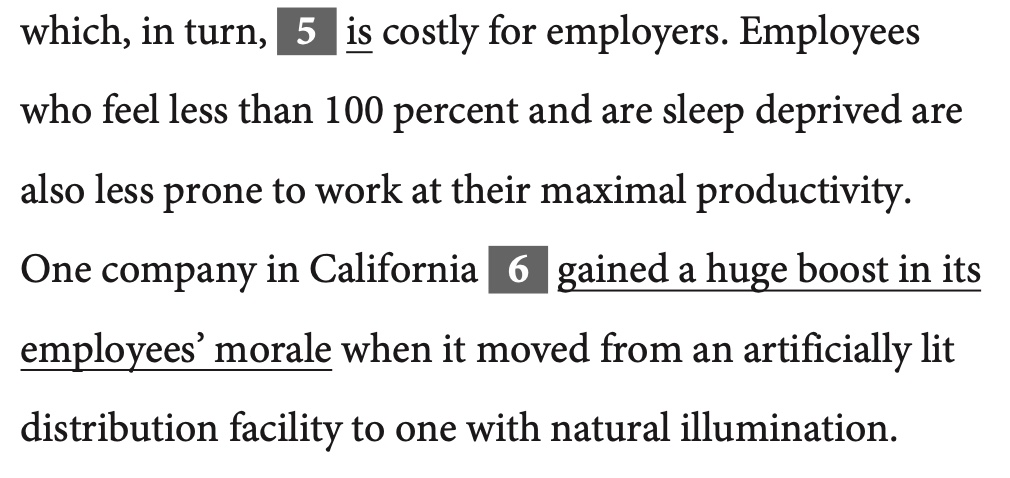 which, in turn, 5 is costly for employers. Employees
who feel less than 100 percent and are sleep deprived are
also less prone to work at their maximal productivity.
One company in California 6 gained a huge boost in its
employees’ morale when it moved from an artificially lit
distribution facility to one with natural illumination.